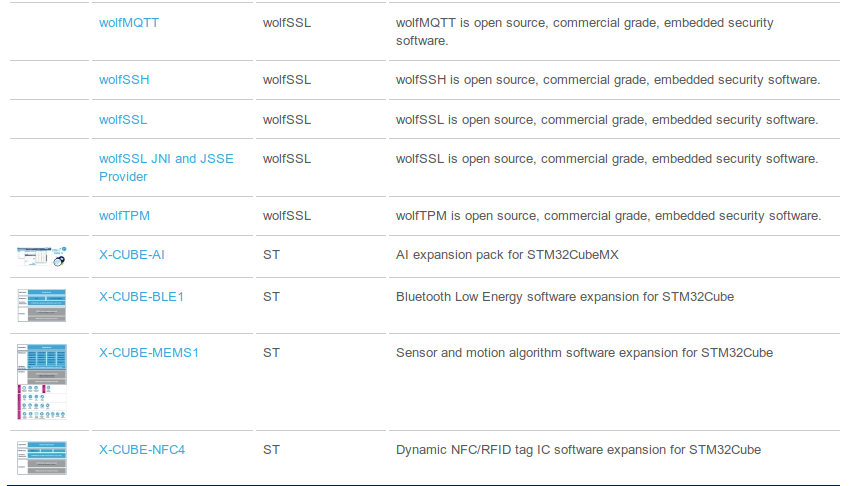 wolfMQTT wolfSSL wolfMQTT is open source, commercial grade, embedded security
software.
wolfSSH wolfSSL wolfSSH is open source, commercial grade, embedded security software.
wolfSSL wolfSSL wolfSSL is open source, commercial grade, embedded security software.
wolfSSL JNI and JSSE wolfSSL wolfSSL is open source, commercial grade, embedded security software.
Provider
wolfTPM wolfSSL wolfTPM is open source, commercial grade, embedded security software.
X-CUBE-AI ST AI expansion pack for STM32CubeMX
X-CUBE-BLE1 ST Bluetooth Low Energy software expansion for STM32Cube
X-CUBE-MEMS1 ST Sensor and motion algorithm software expansion for STM32Cube
X-CUBE-NFC4 ST Dynamic NFC/RFID tag IC software expansion for STM32Cube